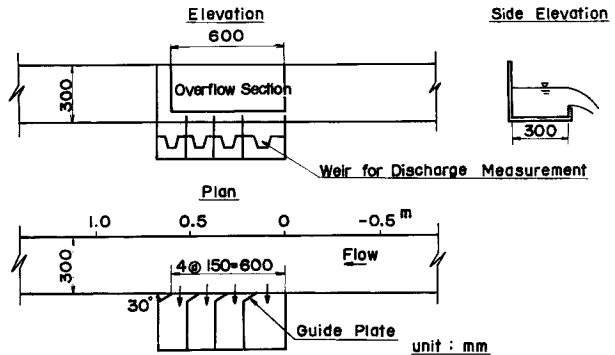 Elevation
600
300
Overflow Section
Weir for Discharge Measurement
Side Elevation
300
Plan
1.0 0.5 0 -0.5 m
Flow
300
4@150=600
30°
Guide Plate
unit : mm